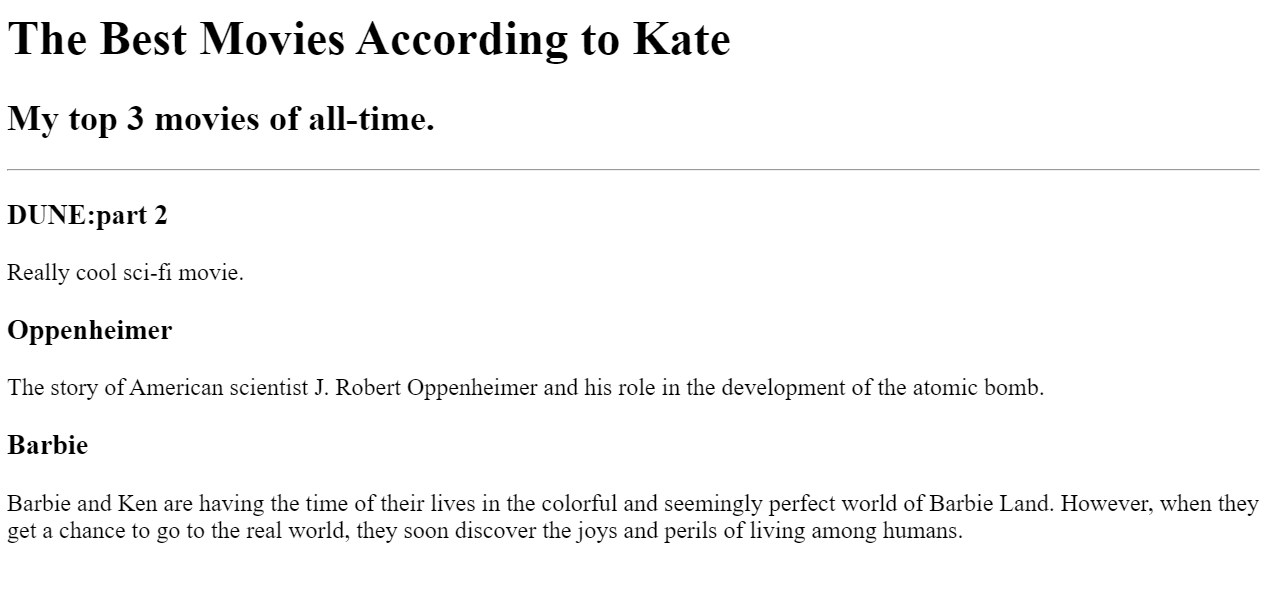 The Best Movies According to Kate
My top 3 movies of all-time.
DUNE:part 2
Really cool sci-fi movie.
Oppenheimer
The story of American scientist J. Robert Oppenheimer and his role in the development of the atomic bomb.
Barbie
Barbie and Ken are having the time of their lives in the colorful and seemingly perfect world of Barbie Land. However, when they
get a chance to go to the real world, they soon discover the joys and perils of living among humans.